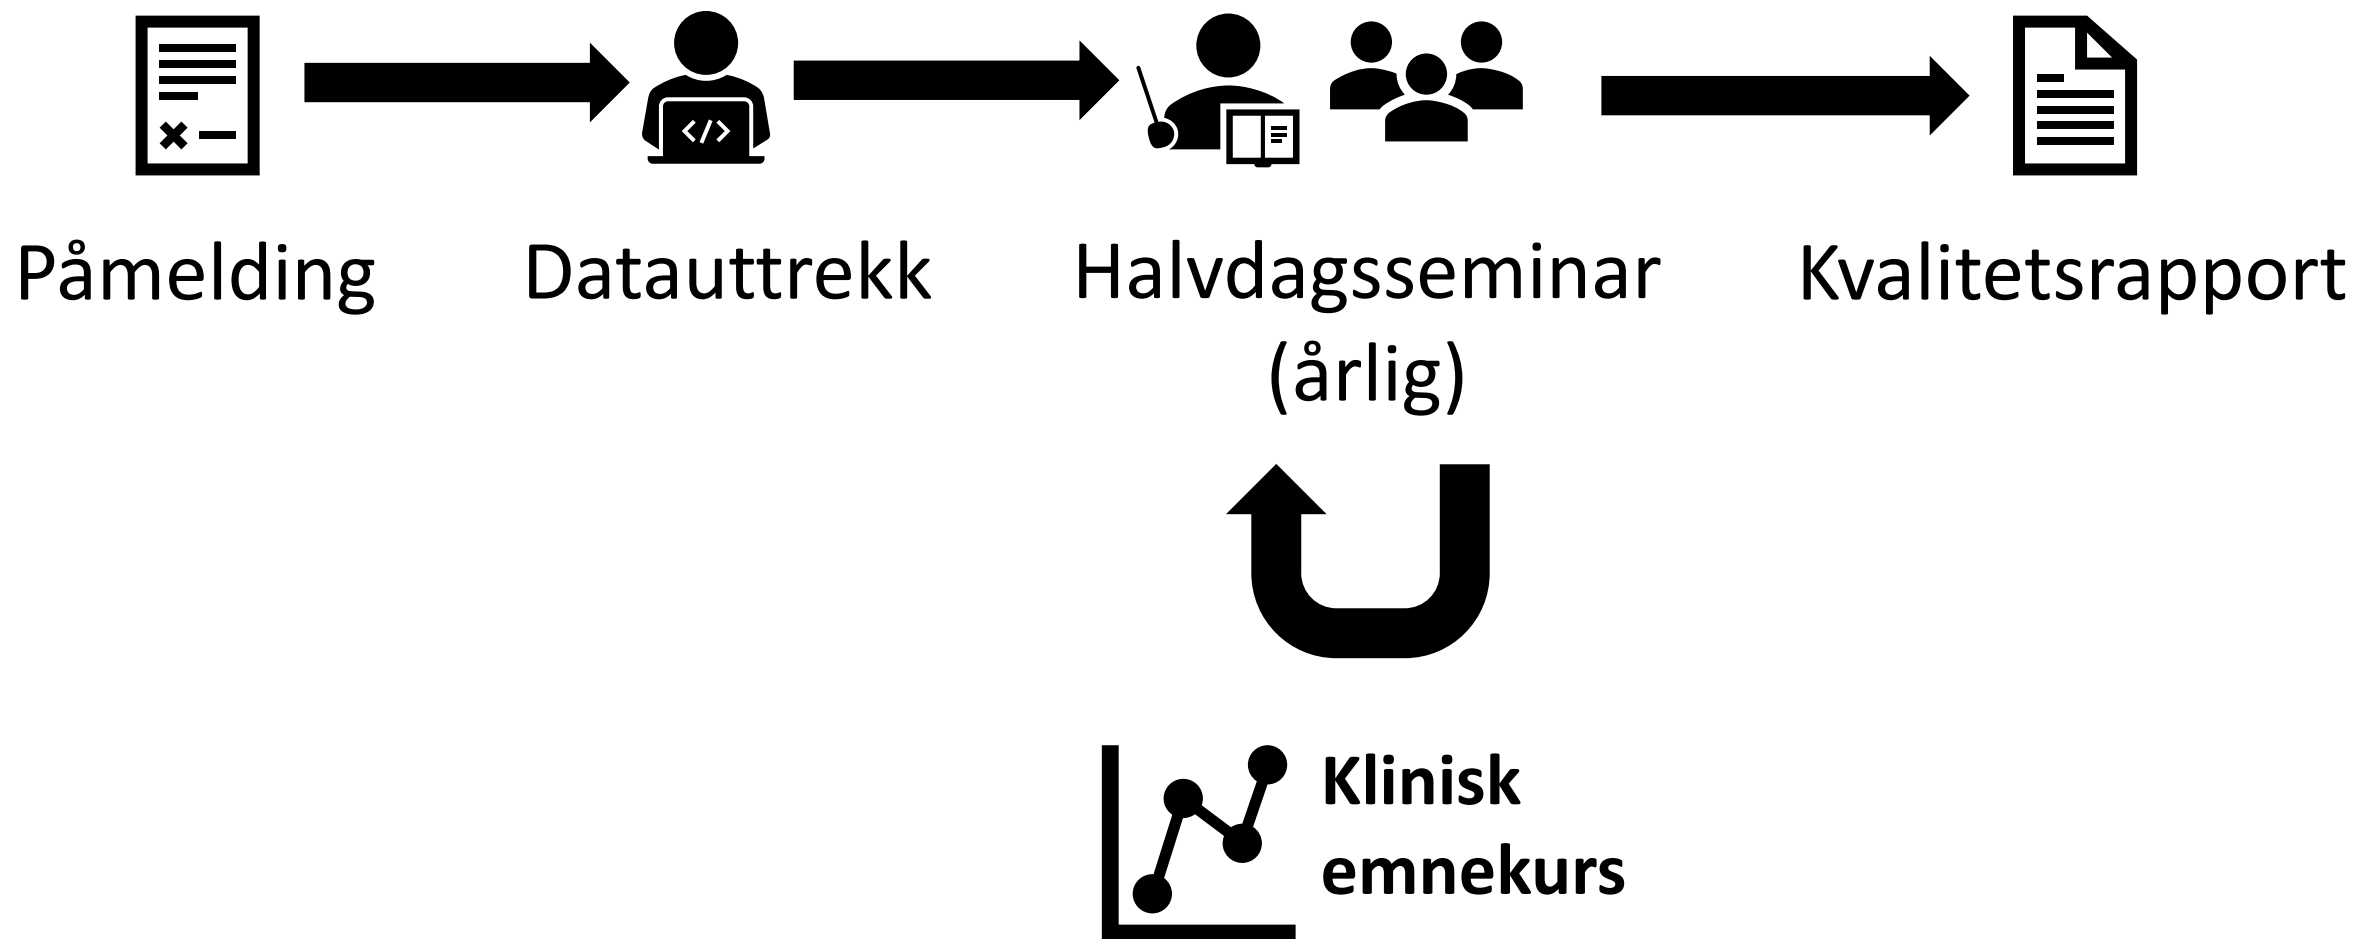 Påmelding
Datauttrekk
Halvdagsseminar
(årlig)
Kvalitetsrapport
Klinisk
emnekurs